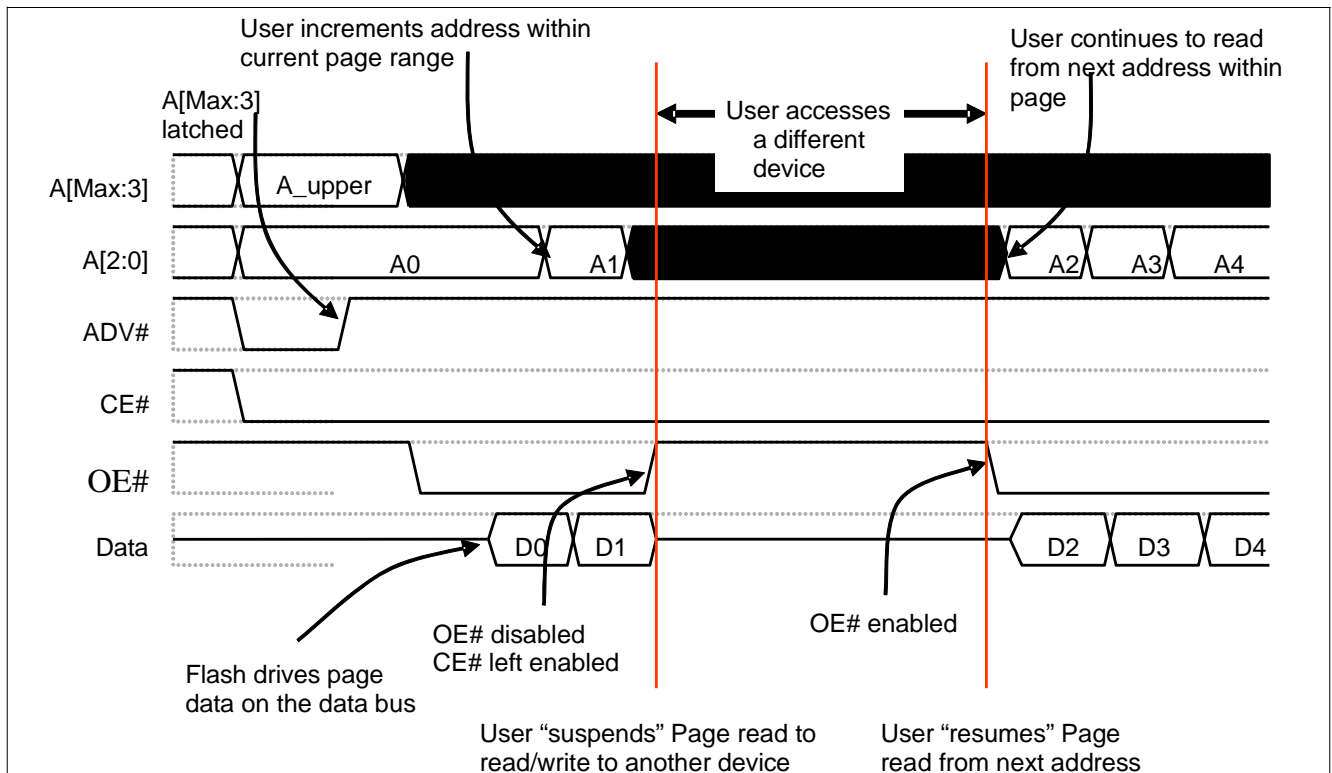 User increments address within
current page range
User continues to read
from next address within
page
A[Max:3]
latched
User accesses
a different
device
A[Max:3]
A_upper
A[2:0]
A0
A1
A2
A3
A4
ADV#
CE#
OE#
Data
D0
D1
D2
D3
D4
OE# disabled
CE# left enabled
OE# enabled
Flash drives page
data on the data bus
User “suspends” Page read to
read/write to another device
User “resumes” Page
read from next address